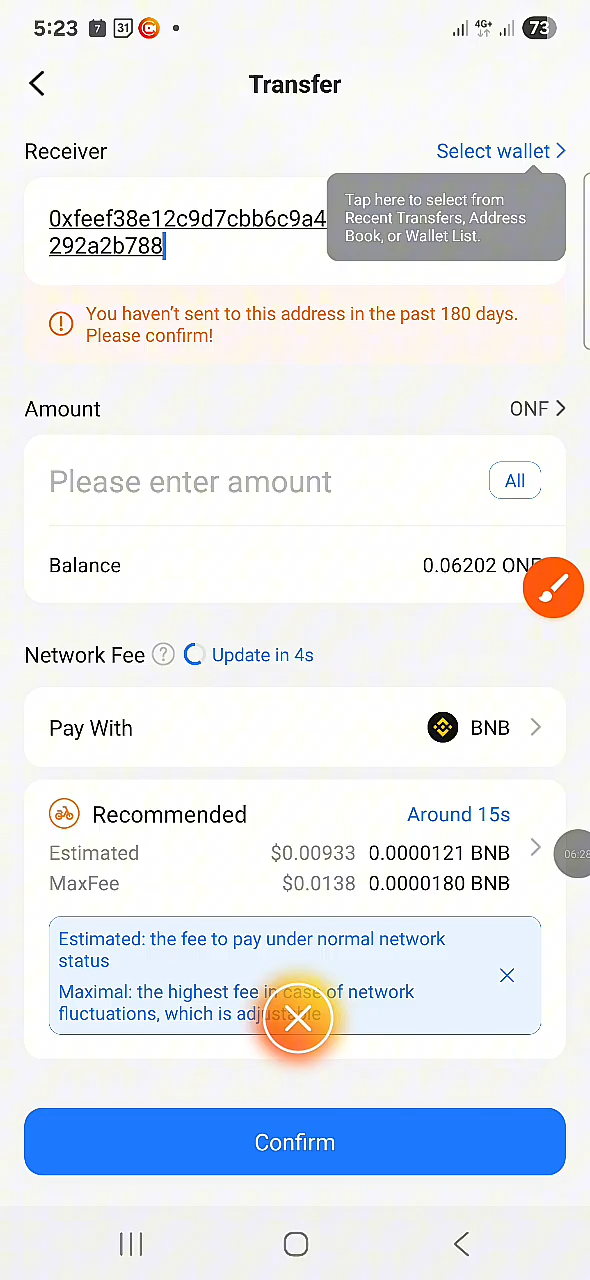 5:23 7 31 4G+ 73
Transfer
Receiver Select wallet
Tap here to select from
Recent Transfers, Address
Book, or Wallet List.
0xfeef38e12c9d7cbb6c9a4
292a2b788
You haven't sent to this address in the past 180 days.
Please confirm!
Amount ONF
Please enter amount All
Balance 0.06202 ONF
Network Fee ? Update in 4s
Pay With BNB
Recommended Around 15s
Estimated $0.00933 0.0000121 BNB
06:28
MaxFee $0.0138 0.0000180 BNB
Estimated: the fee to pay under normal network
status
Maximal: the highest fee in case of network
fluctuations, which is adjustable
Confirm